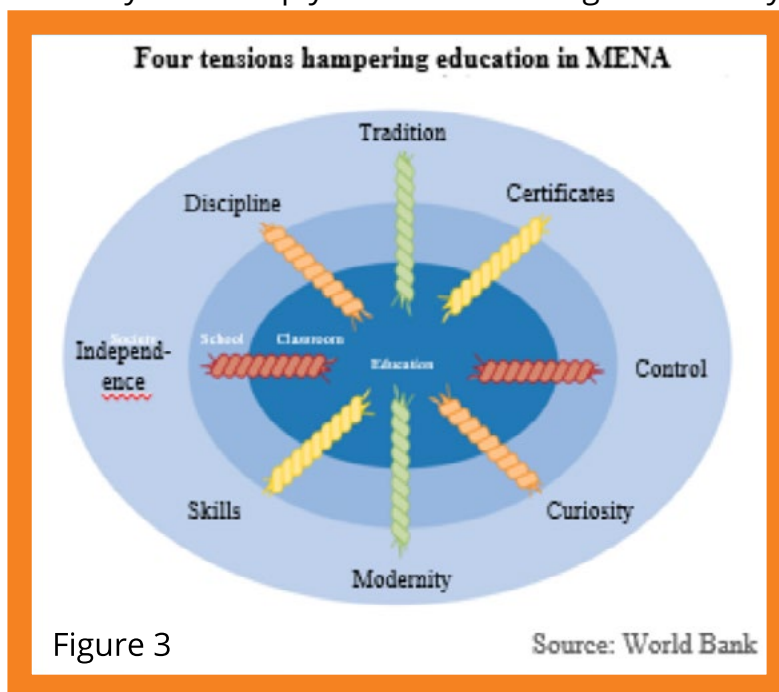 Four tensions hampering education in MENA
Tradition
Discipline
Certificates
Society
School
Classroom
Independ-
ence
Education
Control
Skills
Curiosity
Modernity
Figure 3
Source: World Bank